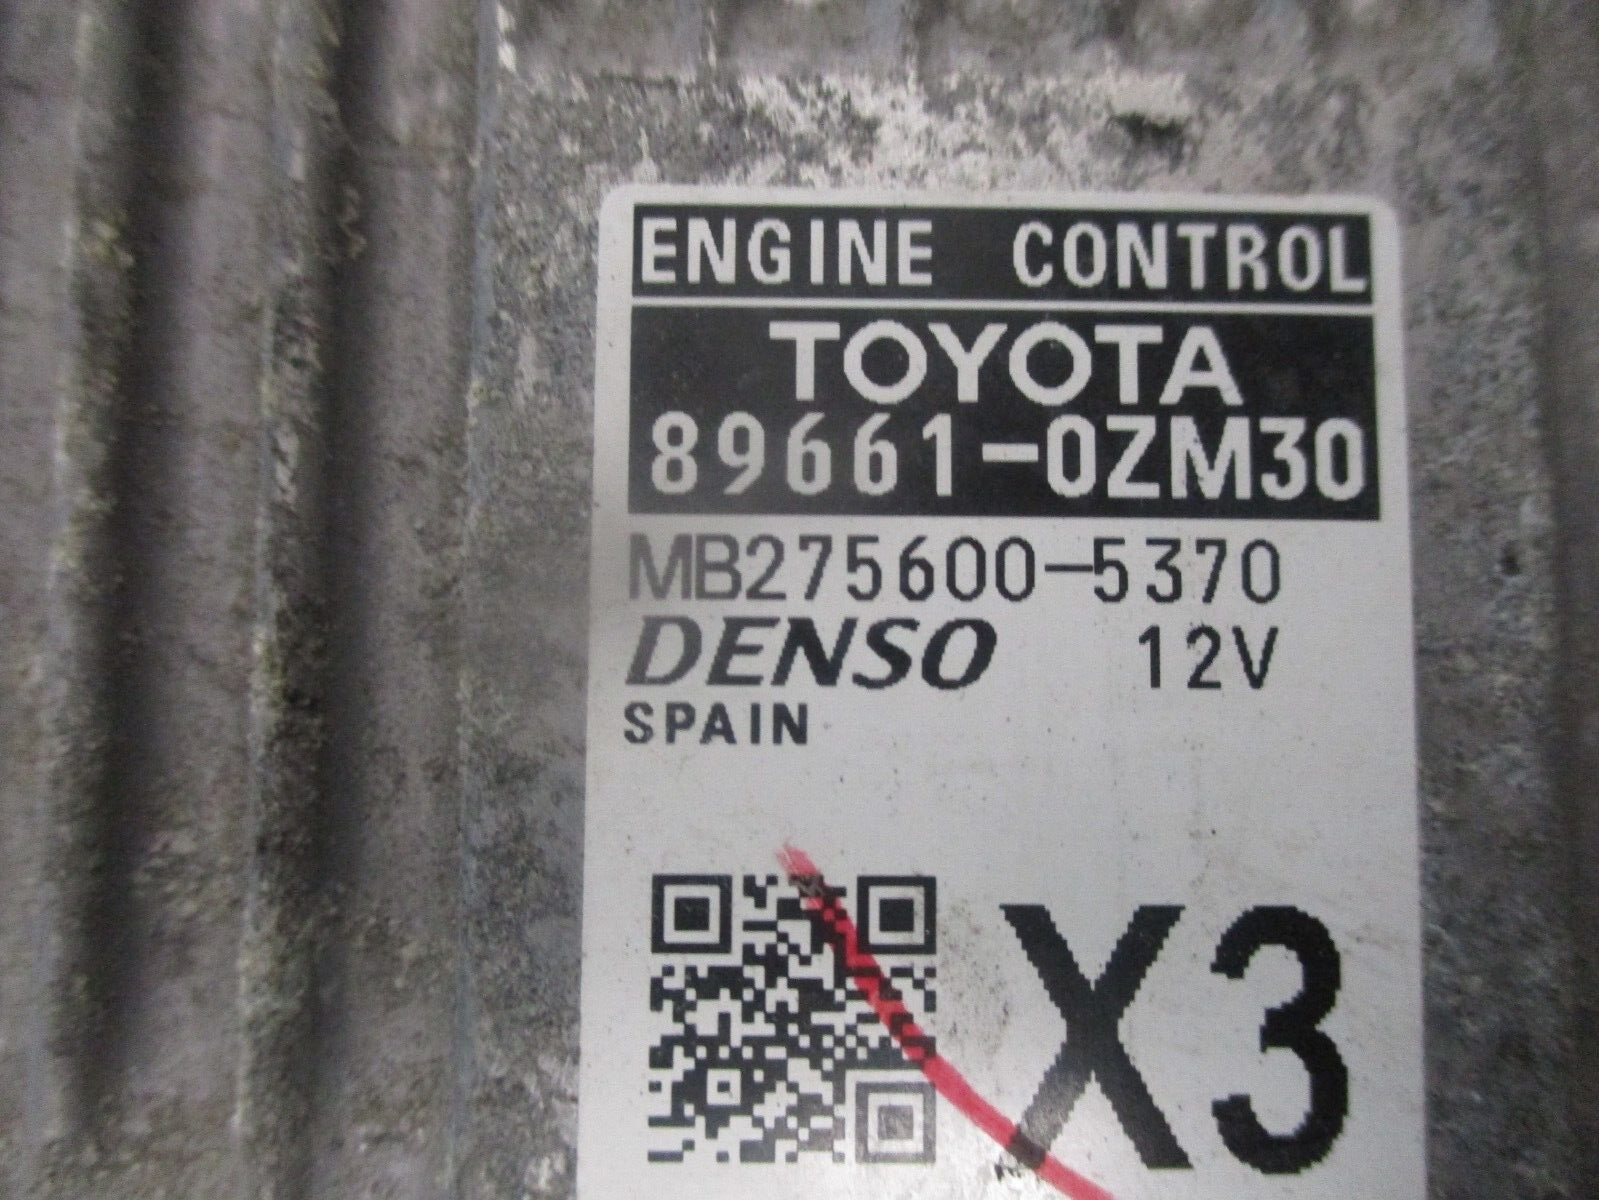 ENGINE CONTROL
TOYOTA
89661-0ZM30
MB275600-5370
DENSO 12V
SPAIN
X3